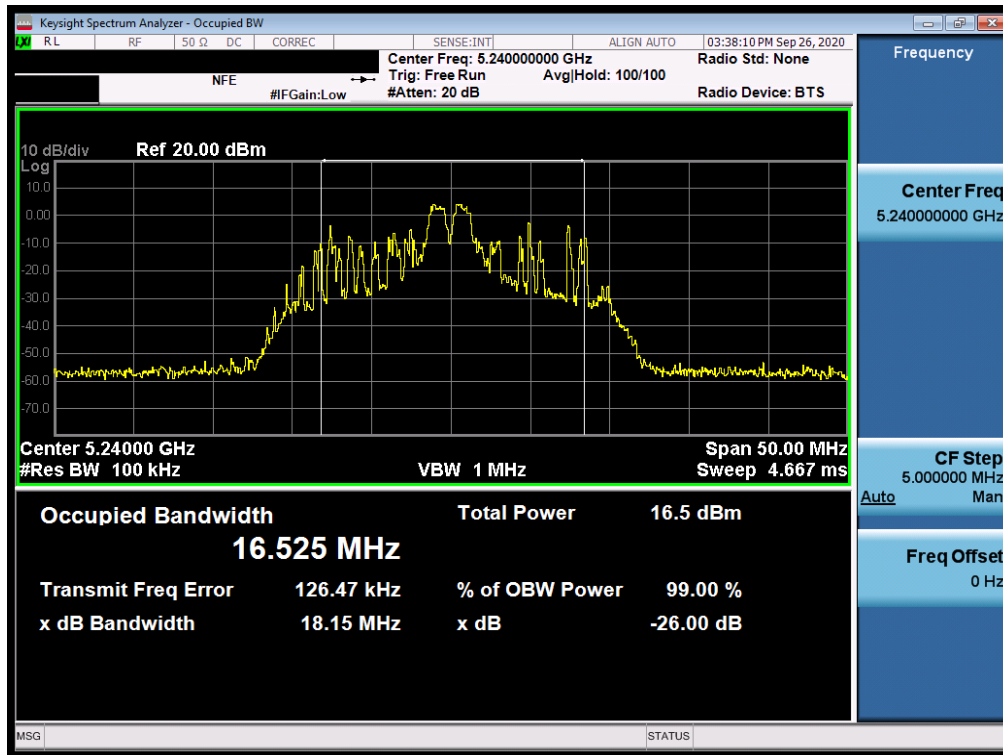 Keysight Spectrum Analyzer - Occupied BW
LXI RL RF 50 Ω DC CORREC SENSE:INT ALIGN AUTO 03:38:10 PM Sep 26, 2020
Center Freq: 5.240000000 GHz Radio Std: None
NFE Trig: Free Run Avg|Hold: 100/100
#IFGain:Low #Atten: 20 dB Radio Device: BTS
10 dB/div Ref 20.00 dBm
Log
10.0
0.00
-10.0
-20.0
-30.0
-40.0
-50.0
-60.0
-70.0
Center 5.24000 GHz Span 50.00 MHz
#Res BW 100 kHz VBW 1 MHz Sweep 4.667 ms
Occupied Bandwidth Total Power 16.5 dBm
16.525 MHz
Transmit Freq Error 126.47 kHz % of OBW Power 99.00 %
x dB Bandwidth 18.15 MHz x dB -26.00 dB
MSG STATUS
Frequency
Center Freq
5.240000000 GHz
CF Step
5.000000 MHz
Auto Man
Freq Offset
0 Hz